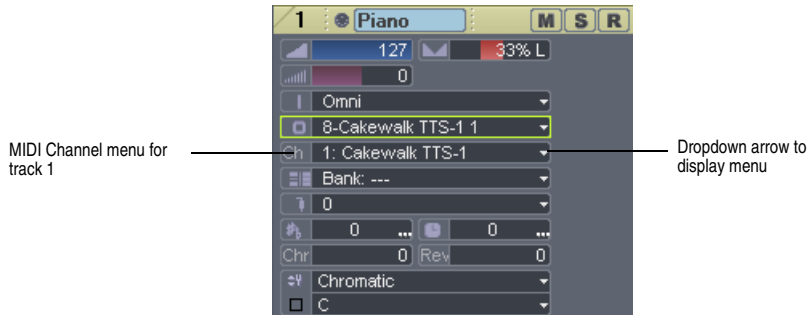 1 Piano M S R
127 33% L
0
Omni
8-Cakewalk TTS-1 1
MIDI Channel menu for
track 1
Ch 1: Cakewalk TTS-1
Dropdown arrow to
display menu
Bank: ---
0
0 ... 0 ...
Chr 0 Rev 0
Chromatic
C